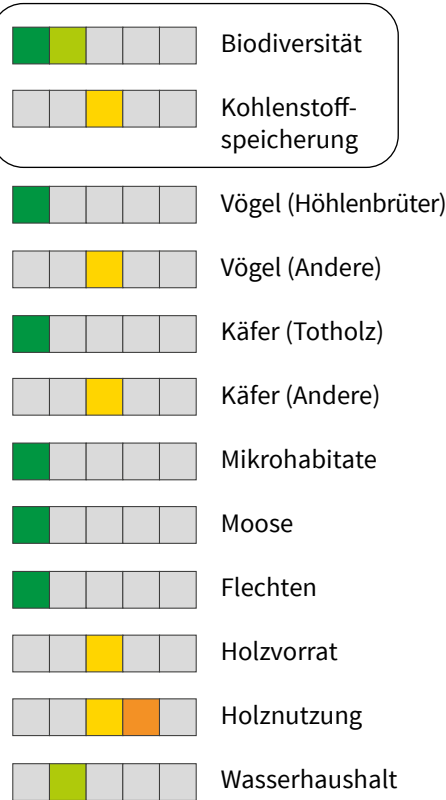 Biodiversität
Kohlenstoff-
speicherung
Vögel (Höhlenbrüter)
Vögel (Andere)
Käfer (Totholz)
Käfer (Andere)
Mikrohabitate
Moose
Flechten
Holzvorrat
Holznutzung
Wasserhaushalt